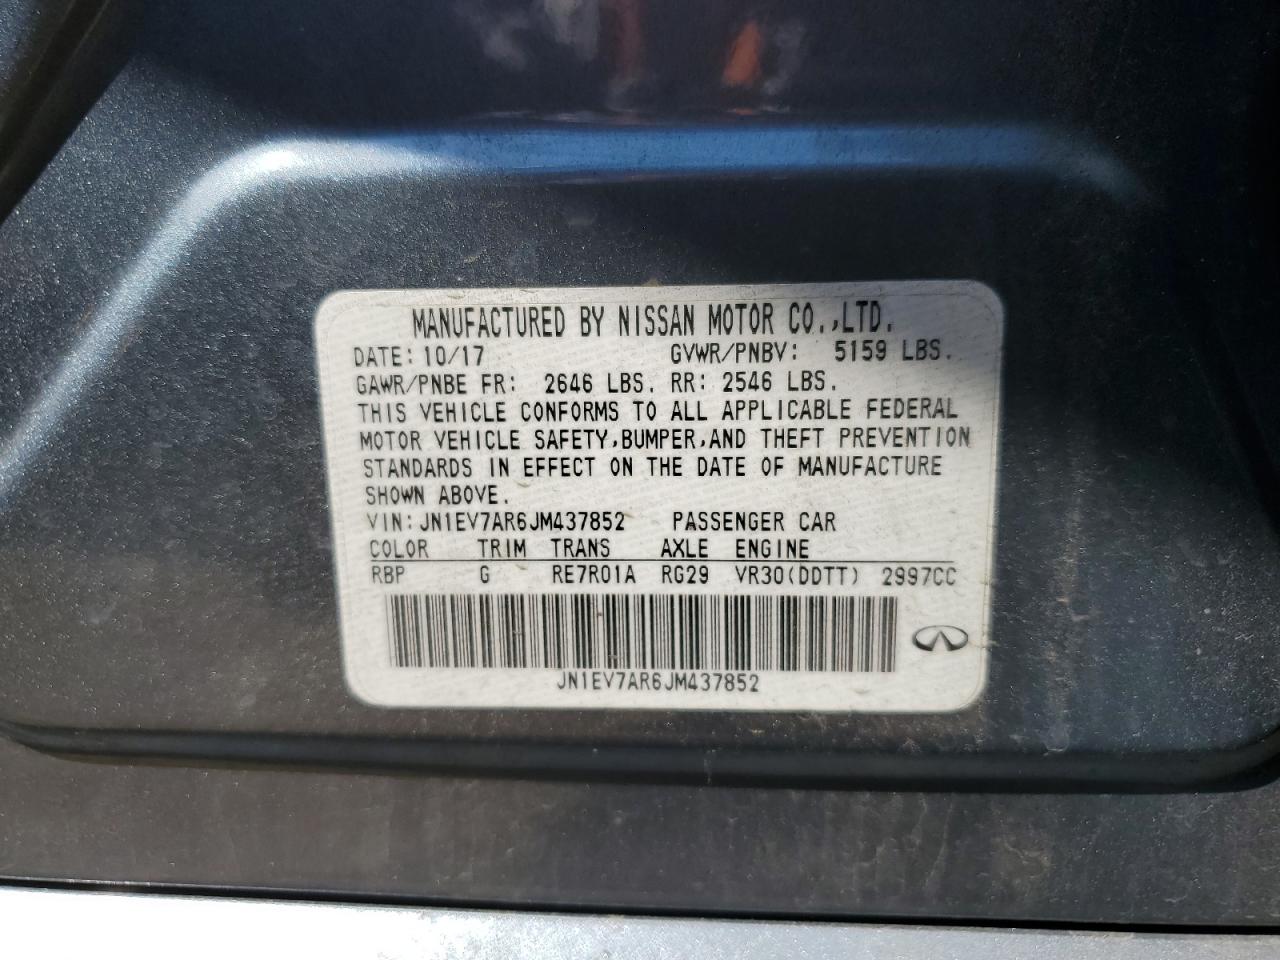 MANUFACTURED BY NISSAN MOTOR CO.,LTD.
DATE:10/17 GVWR/PNBV: 5159 LBS.
GAWR/PNBE FR: 2646 LBS. RR: 2546 LBS.
THIS VEHICLE CONFORMS TO ALL APPLICABLE FEDERAL
MOTOR VEHICLE SAFETY,BUMPER,AND THEFT PREVENTION
STANDARDS IN EFFECT ON THE DATE OF MANUFACTURE
SHOWN ABOVE.
VIN:JN1EV7AR6JM437852 PASSENGER CAR
COLOR TRIM TRANS AXLE ENGINE
RBP G RE7R01A RG29 VR30(DDTT) 2997CC
JN1EV7AR6JM437852